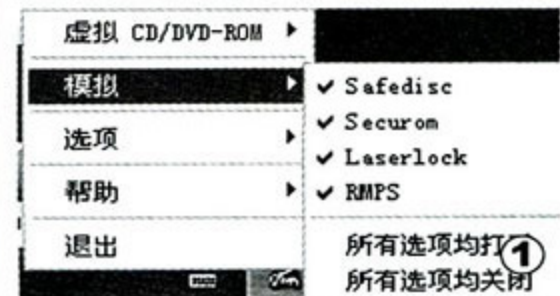 虚拟 CD/DVD-ROM
模拟
选项
帮助
退出
Safedisc
Securom
Laserlock
RMPS
所有选项均打
所有选项均关闭
1